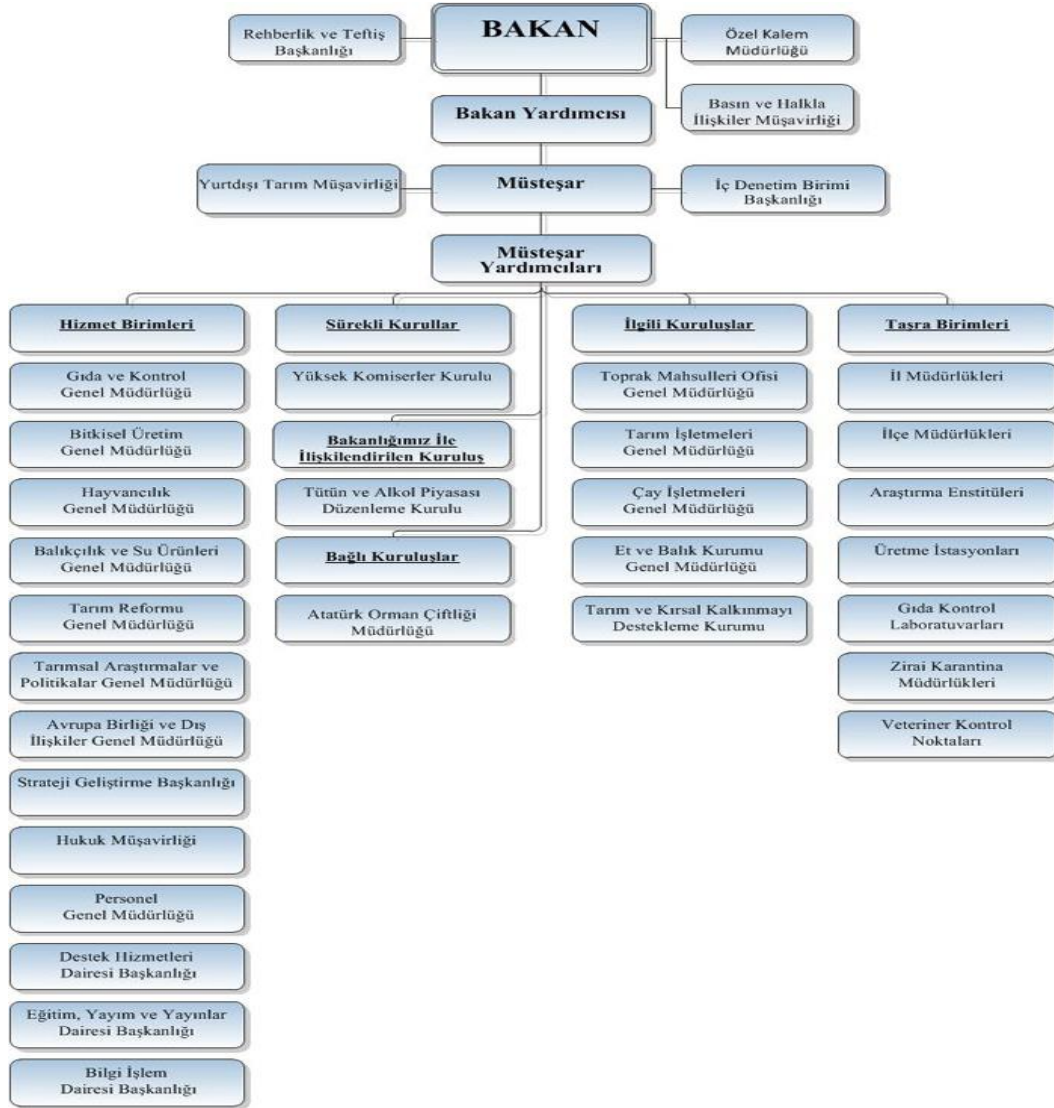 BAKAN
Rehberlik ve Teftiş
Başkanlığı
Özel Kalem
Müdürlüğü
Bakan Yardımcısı
Basın ve Halkla
İlişkiler Müşavirliği
Yurtdışı Tarım Müşavirliği
Müsteşar
İç Denetim Birimi
Başkanlığı
Müsteşar
Yardımcıları
Hizmet Birimleri
Gıda ve Kontrol
Genel Müdürlüğü
Bitkisel Üretim
Genel Müdürlüğü
Hayvancılık
Genel Müdürlüğü
Balıkçılık ve Su Ürünleri
Genel Müdürlüğü
Tarım Reformu
Genel Müdürlüğü
Tarımsal Araştırmalar ve
Politikalar Genel Müdürlüğü
Avrupa Birliği ve Dış
İlişkiler Genel Müdürlüğü
Strateji Geliştirme Başkanlığı
Hukuk Müşavirliği
Personel
Genel Müdürlüğü
Destek Hizmetleri
Dairesi Başkanlığı
Eğitim, Yayım ve Yayınlar
Dairesi Başkanlığı
Bilgi İşlem
Dairesi Başkanlığı
Sürekli Kurullar
Yüksek Komiserler Kurulu
Bakanlığımız İle
İlişkilendirilen Kuruluş
Tütün ve Alkol Piyasası
Düzenleme Kurulu
Bağlı Kuruluşlar
Atatürk Orman Çiftliği
Müdürlüğü
İlgili Kuruluşlar
Toprak Mahsulleri Ofisi
Genel Müdürlüğü
Tarım İşletmeleri
Genel Müdürlüğü
Çay İşletmeleri
Genel Müdürlüğü
Et ve Balık Kurumu
Genel Müdürlüğü
Tarım ve Kırsal Kalkınmayı
Destekleme Kurumu
Taşra Birimleri
İl Müdürlükleri
İlçe Müdürlükleri
Araştırma Enstitüleri
Üretme İstasyonları
Gıda Kontrol
Laboratuvarları
Zirai Karantina
Müdürlükleri
Veteriner Kontrol
Noktaları